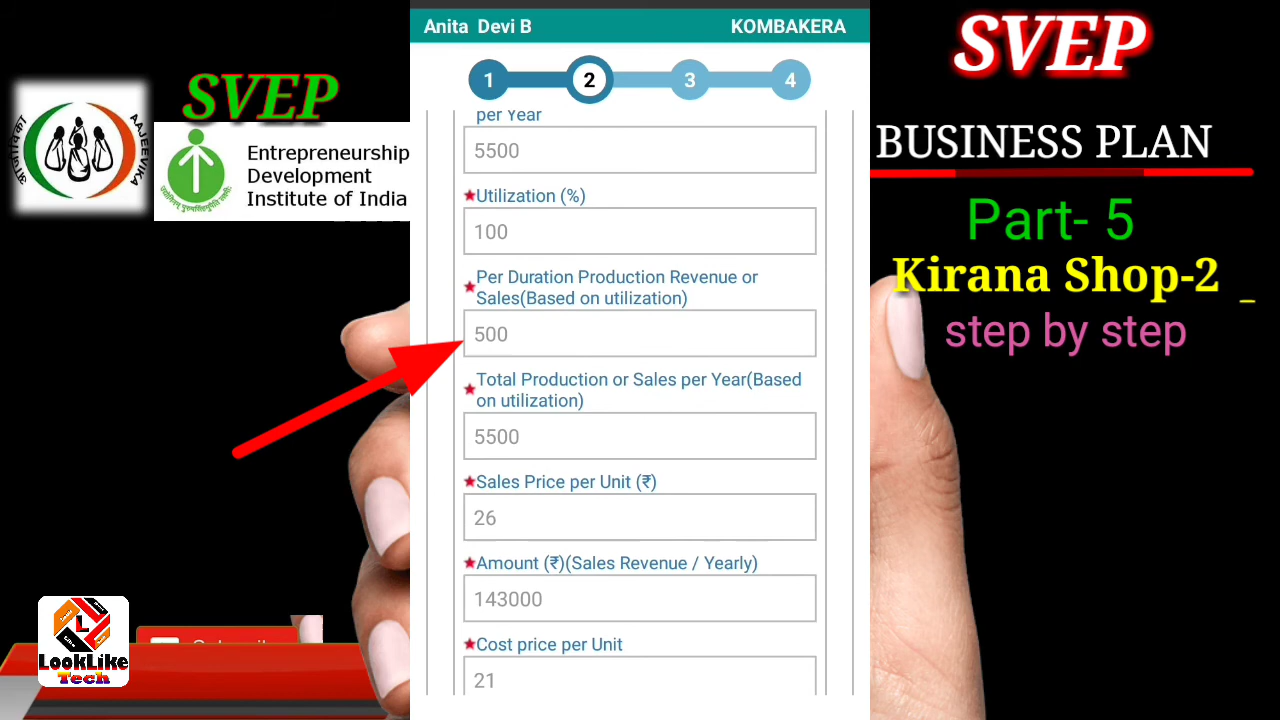 SVEP
आजीविका
AAJEEVIKA
Entrepreneurship
Development
Institute of India
Anita Devi B KOMBAKERA
1 2 3 4
per Year
5500
★Utilization (%)
100
★Per Duration Production Revenue or
Sales(Based on utilization)
500
★Total Production or Sales per Year(Based
on utilization)
5500
★Sales Price per Unit (₹)
26
★Amount (₹)(Sales Revenue / Yearly)
143000
★Cost price per Unit
21
SVEP
BUSINESS PLAN
Part- 5
Kirana Shop-2 _
step by step
L
LookLike
Tech